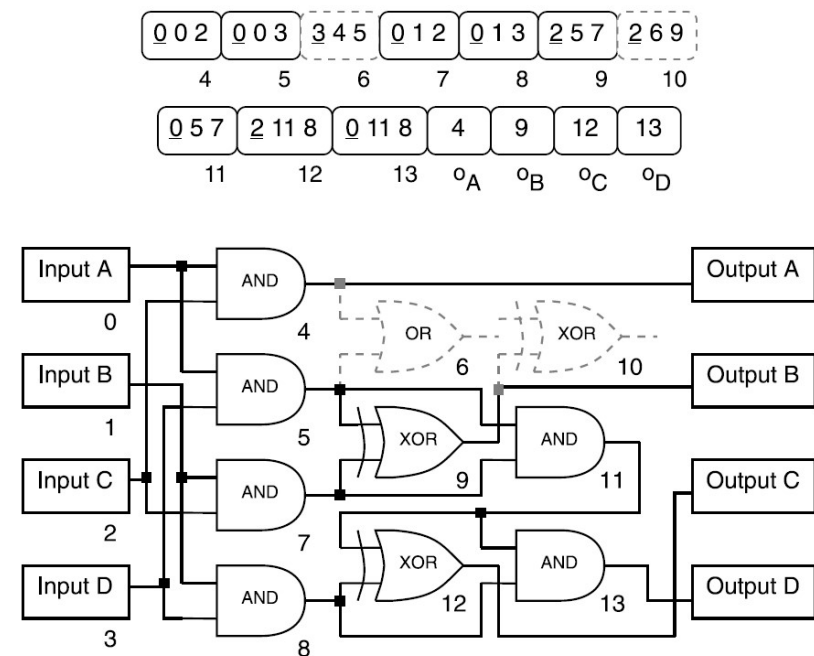 0 0 2 0 0 3 3 4 5 0 1 2 0 1 3 2 5 7 2 6 9
4 5 6 7 8 9 10
0 5 7 2 11 8 0 11 8 4 9 12 13
11 12 13 oA oB oC oD
Input A AND Output A
0 4 OR XOR
6 10
Input B AND Output B
1 5 XOR AND
9 11
Input C AND Output C
2 7 XOR AND
12 13
Input D AND Output D
3 8